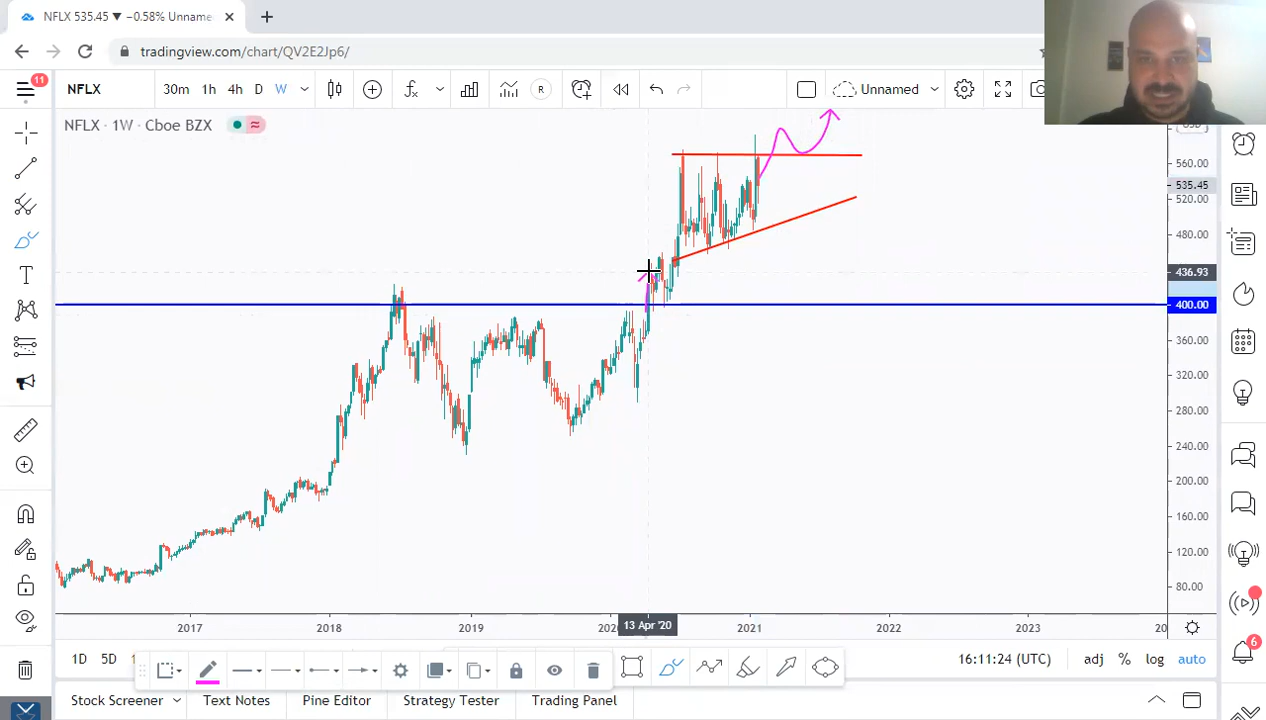 NFLX 535.45 ▼ −0.58% Unname
tradingview.com/chart/QV2E2Jp6/
11
NFLX
30m
1h
4h
D
W
R
Unnamed
NFLX · 1W · Cboe BZX
560.00
535.45
520.00
480.00
436.93
400.00
360.00
320.00
280.00
240.00
200.00
160.00
120.00
80.00
2017
2018
2019
13 Apr '20
2021
2022
2023
20
1D
5D
16:11:24 (UTC)
adj
%
log
auto
Stock Screener
Text Notes
Pine Editor
Strategy Tester
Trading Panel
6